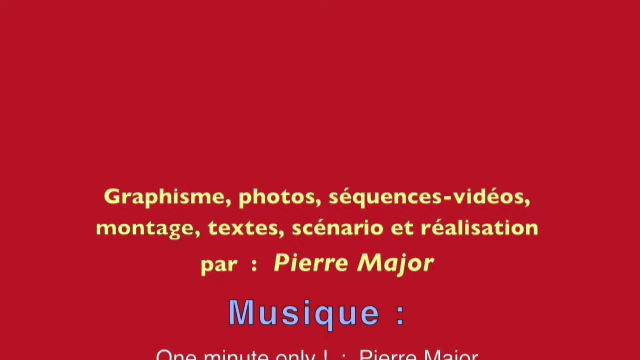 Graphisme, photos, séquences-vidéos,
montage, textes, scénario et réalisation
par : Pierre Major
Musique :
One minute only ! : Pierre Major